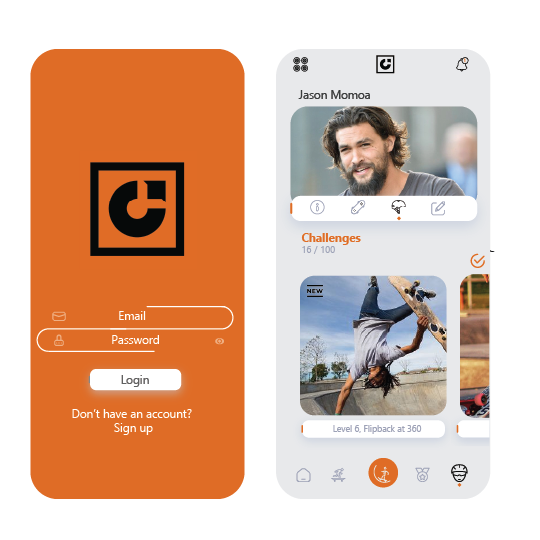 Email
Password
Login
Don't have an account?
Sign up
Jason Momoa
Challenges
16 / 100
NEW
Level 6, Flipback at 360